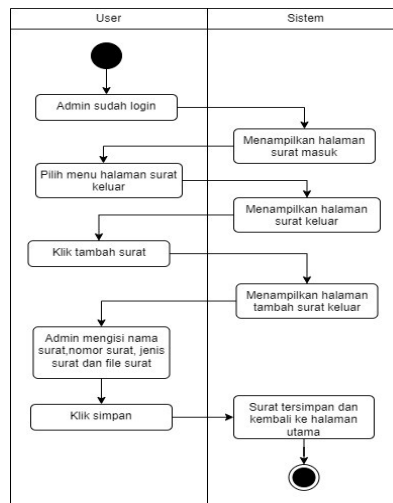 User
Sistem
Admin sudah login
Menampilkan halaman
surat masuk
Pilih menu halaman surat
keluar
Menampilkan halaman
surat keluar
Klik tambah surat
Menampilkan halaman
tambah surat keluar
Admin mengisi nama
surat,nomor surat, jenis
surat dan file surat
Klik simpan
Surat tersimpan dan
kembali ke halaman
utama